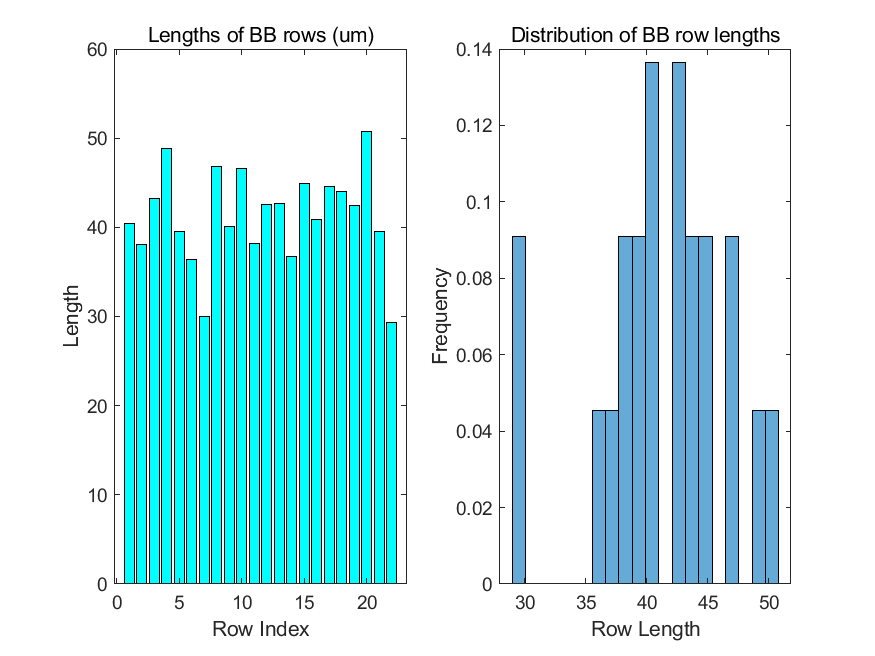 Lengths of BB rows (um)
60
50
40
30
20
10
0
Length
0 5 10 15 20
Row Index
Distribution of BB row lengths
0.14
0.12
0.1
0.08
0.06
0.04
0.02
0
Frequency
30 35 40 45 50
Row Length